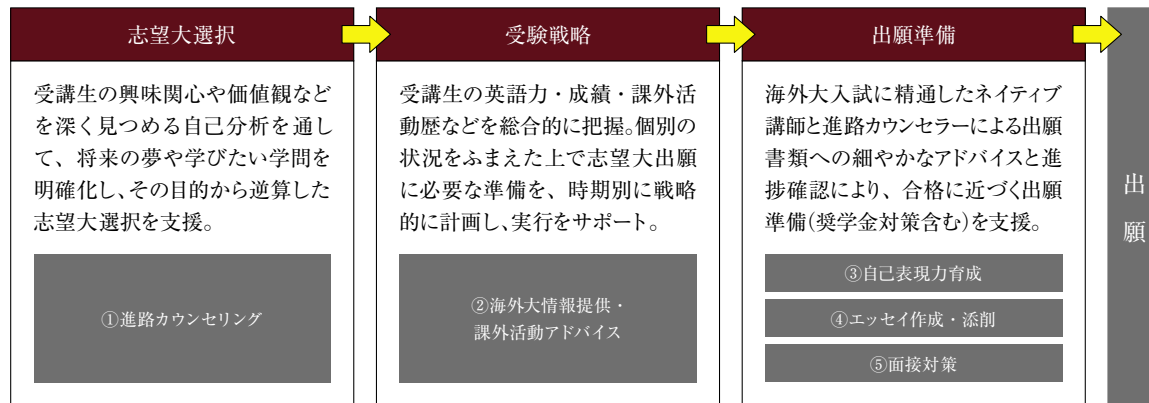 志望大選択
受講生の興味関心や価値観など
を深く見つめる自己分析を通し
て、将来の夢や学びたい学問を
明確化し、その目的から逆算した
志望大選択を支援。
①進路カウンセリング
受験戦略
受講生の英語力・成績・課外活
動歴などを総合的に把握。個別の
状況をふまえた上で志望大出願
に必要な準備を、時期別に戦略
的に計画し、実行をサポート。
②海外大情報提供・
課外活動アドバイス
出願準備
海外大入試に精通したネイティブ
講師と進路カウンセラーによる出願
書類への細やかなアドバイスと進
捗確認により、合格に近づく出願
準備(奨学金対策含む)を支援。
③自己表現力育成
④エッセイ作成・添削
⑤面接対策
出願